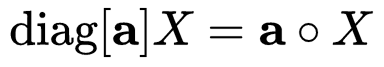 diag[𝐚]X = 𝐚 ∘ X